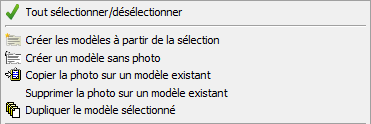 Tout sélectionner/désélectionner
Créer les modèles à partir de la sélection
Créer un modèle sans photo
Copier la photo sur un modèle existant
Supprimer la photo sur un modèle existant
Dupliquer le modèle sélectionné